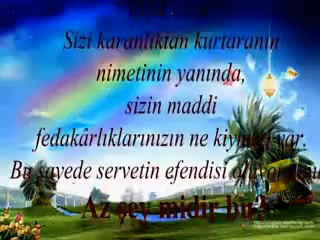 Sizi karanlıktan kurtaranın
nimetinin yanında,
sizin maddi
fedakârlıklarınızın ne kıymeti var.
Bu sayede servetin efendisi
Az şey midir bu